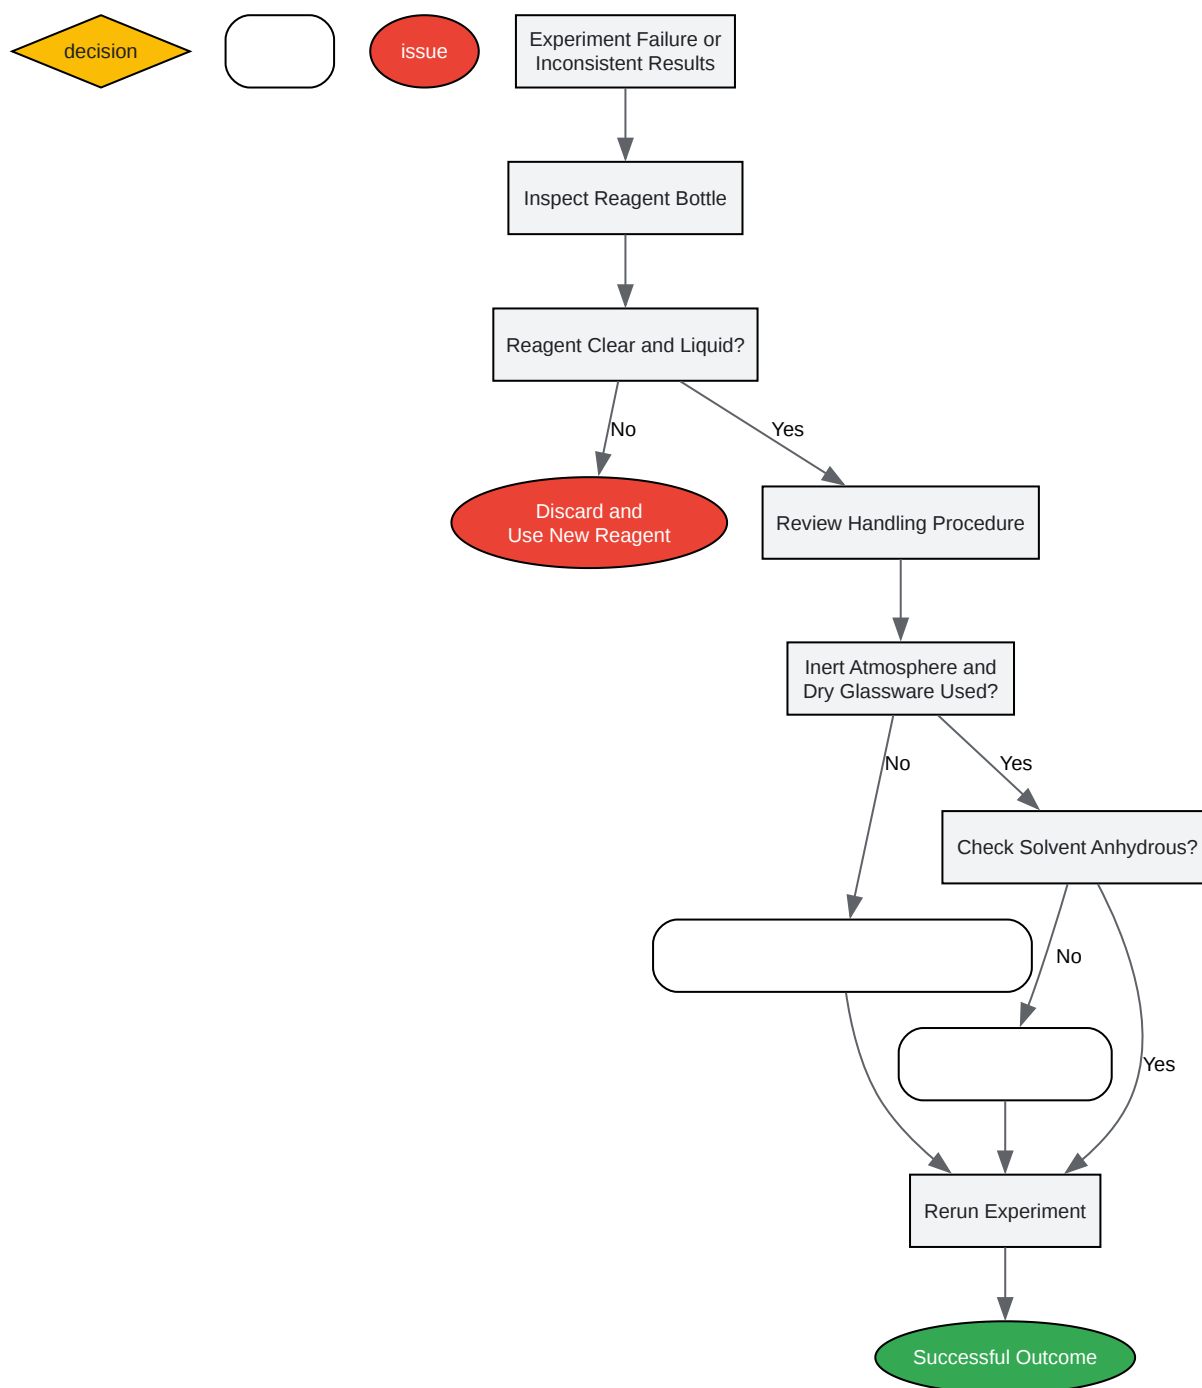 decision
issue
Experiment Failure or
Inconsistent Results
Inspect Reagent Bottle
Reagent Clear and Liquid?
No
Yes
Discard and
Use New Reagent
Review Handling Procedure
Inert Atmosphere and
Dry Glassware Used?
No
Yes
Check Solvent Anhydrous?
No
Yes
Rerun Experiment
Successful Outcome